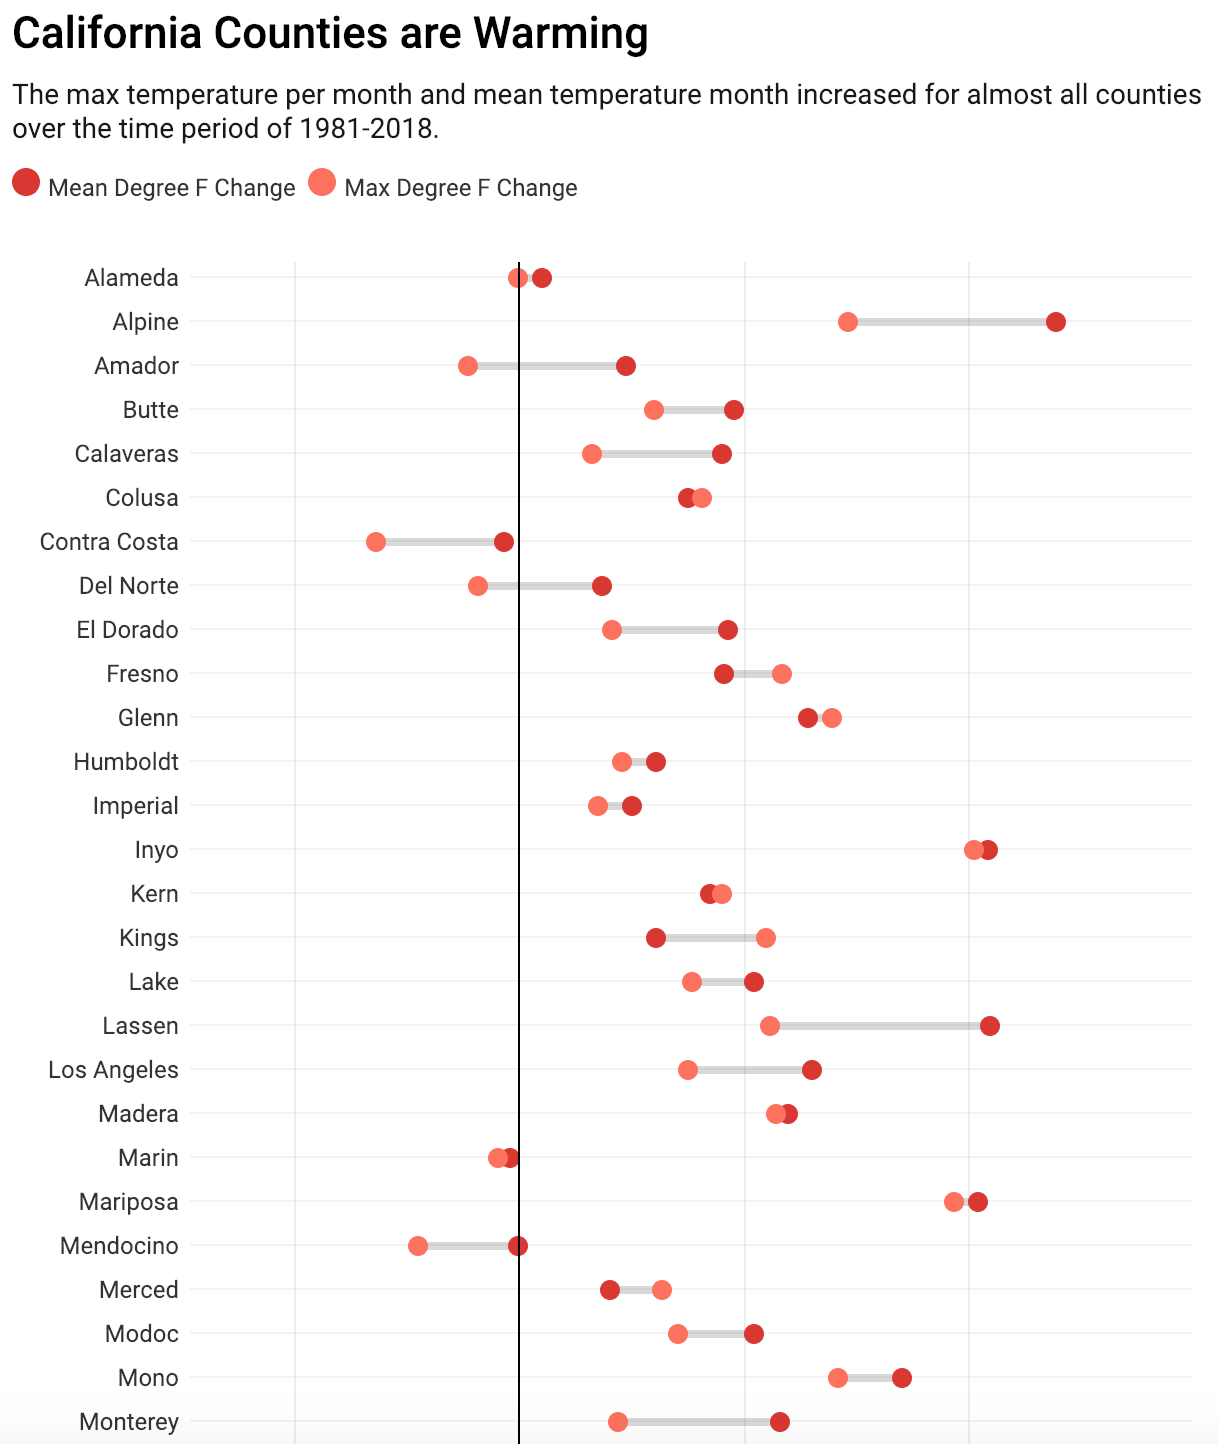 California Counties are Warming
The max temperature per month and mean temperature month increased for almost all counties
over the time period of 1981-2018.
Mean Degree F Change Max Degree F Change
Alameda
Alpine
Amador
Butte
Calaveras
Colusa
Contra Costa
Del Norte
El Dorado
Fresno
Glenn
Humboldt
Imperial
Inyo
Kern
Kings
Lake
Lassen
Los Angeles
Madera
Marin
Mariposa
Mendocino
Merced
Modoc
Mono
Monterey